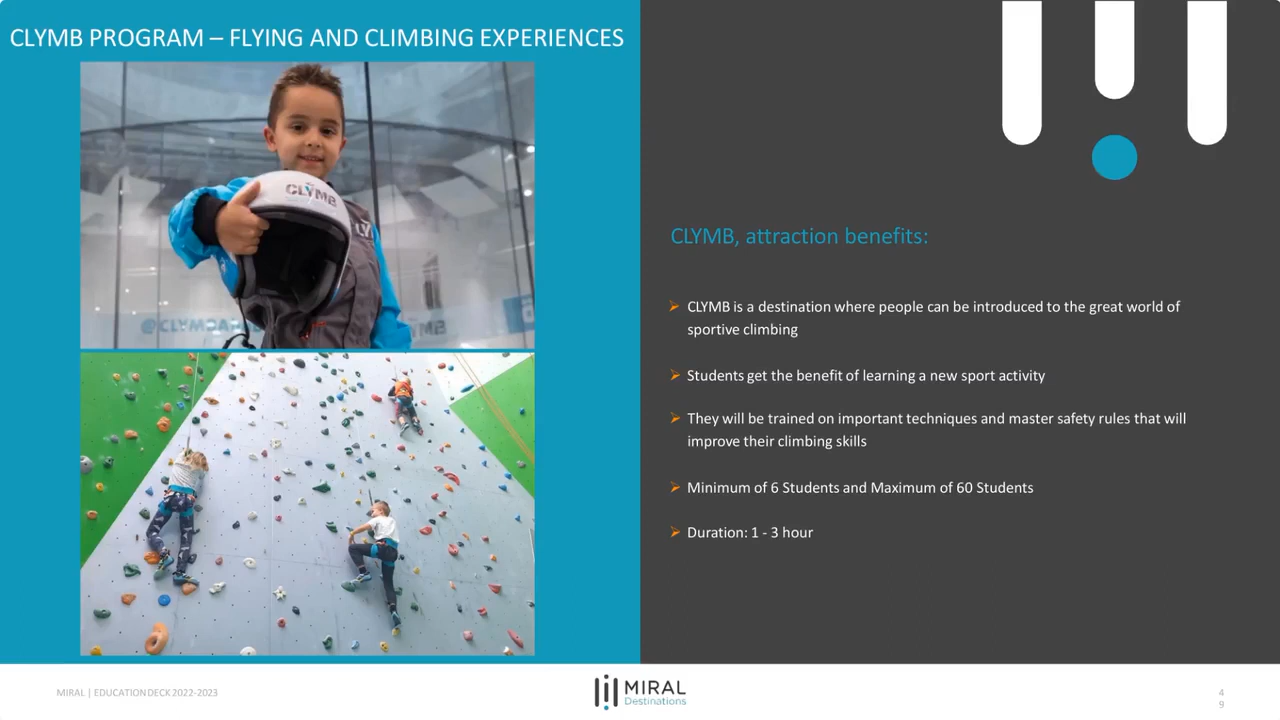 CLYMB PROGRAM – FLYING AND CLIMBING EXPERIENCES
CLYMB
@CLYMB
CLYMB, attraction benefits:
CLYMB is a destination where people can be introduced to the great world of
sportive climbing
Students get the benefit of learning a new sport activity
They will be trained on important techniques and master safety rules that will
improve their climbing skills
Minimum of 6 Students and Maximum of 60 Students
Duration: 1 - 3 hour
MIRAL | EDUCATION DECK 2022-2023
MIRAL
Destinations
4
9